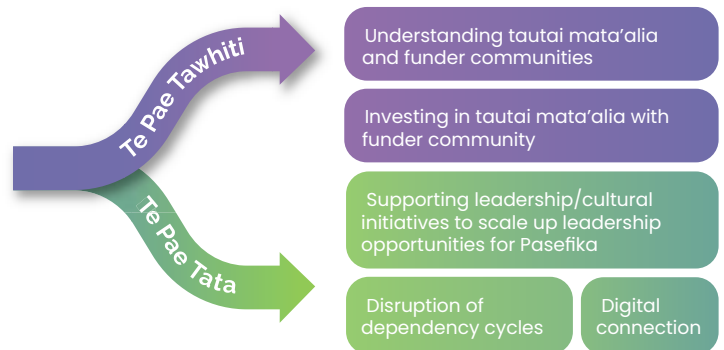 Te Pae Tawhiti
Understanding tautai mata’alia
and funder communities
Investing in tautai mata’alia with
funder community
Te Pae Tata
Supporting leadership/cultural
initiatives to scale up leadership
opportunities for Pasefika
Disruption of
dependency cycles
Digital
connection